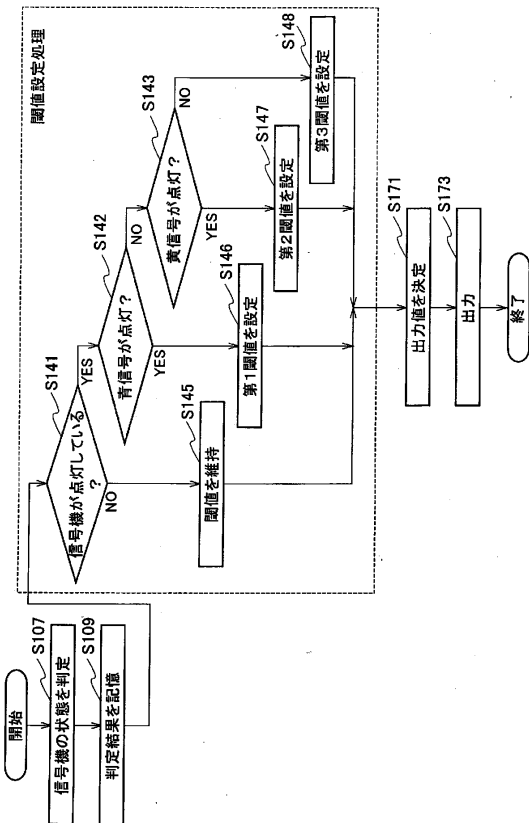 開始
S107
信号機の状態を判定
S109
判定結果を記憶
閾値設定処理
S141
信号機が点灯している
?
YES
NO
S142
青信号が点灯?
NO
YES
S143
黄信号が点灯?
NO
YES
S145
閾値を維持
S146
第1閾値を設定
S147
第2閾値を設定
S148
第3閾値を設定
S171
出力値を決定
S173
出力
終了